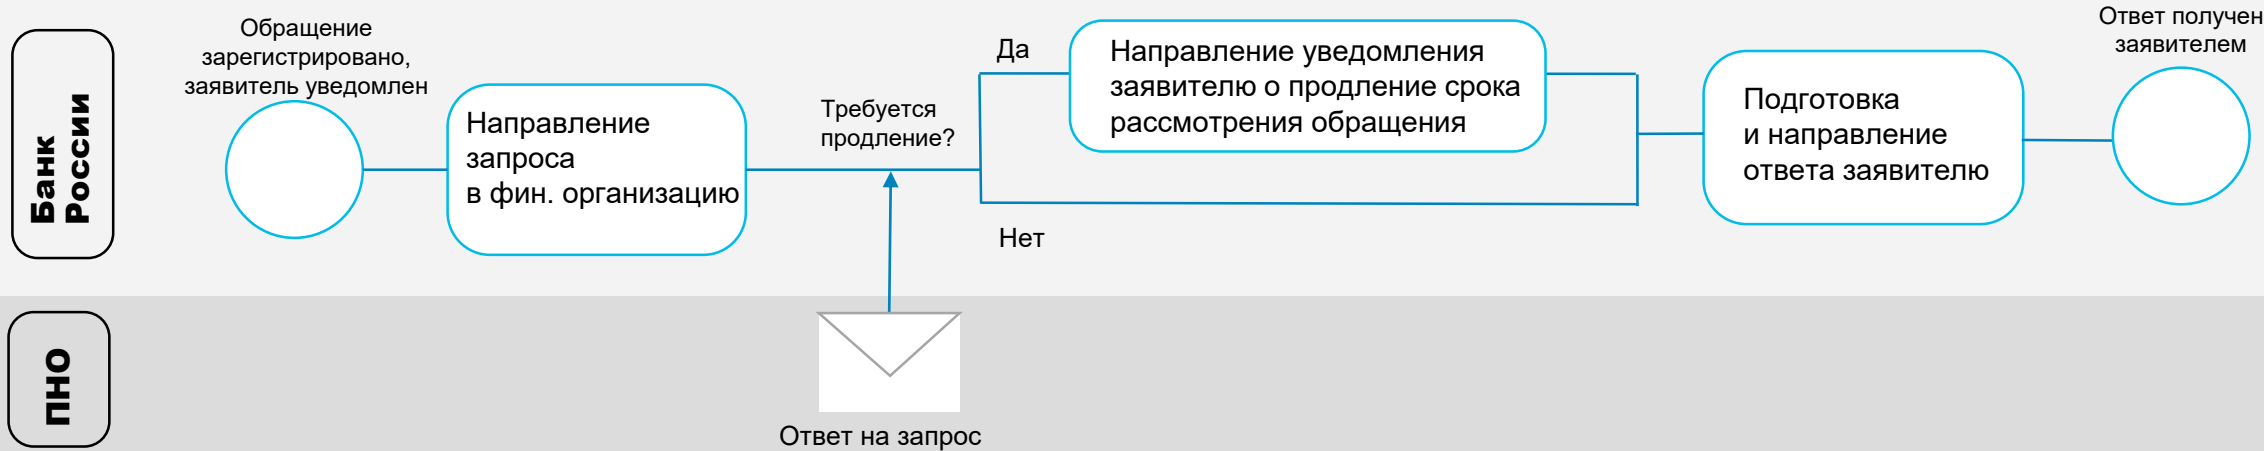 Банк
России
Обращение
зарегистрировано,
заявитель уведомлен
Направление
запроса
в фин. организацию
Требуется
продление?
Да
Нет
Направление уведомления
заявителю о продление срока
рассмотрения обращения
Подготовка
и направление
ответа заявителю
Ответ получен
заявителем
ПНО
Ответ на запрос